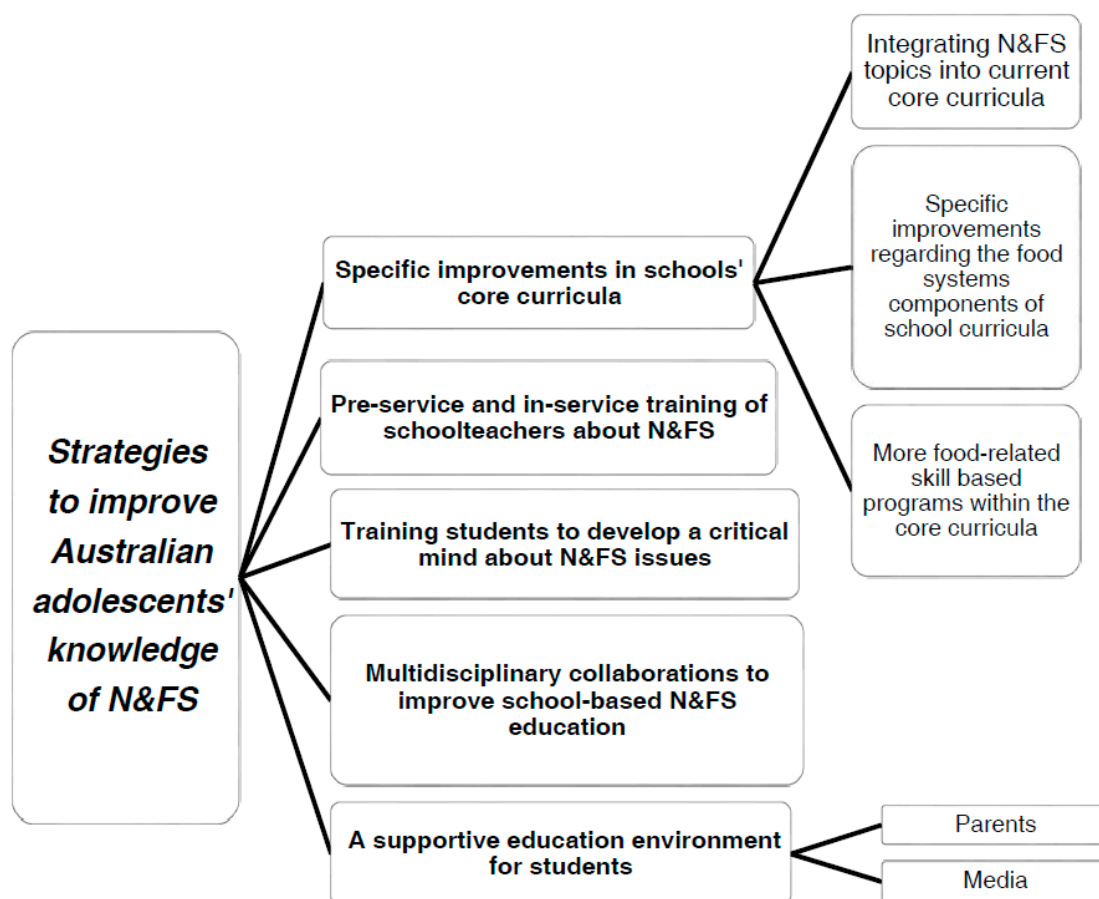 Strategies
to improve
Australian
adolescents'
knowledge
of N&FS
Specific improvements in schools'
core curricula
Integrating N&FS
topics into current
core curricula
Specific
improvements
regarding the food
systems
components of
school curricula
More food-related
skill based
programs within the
core curricula
Pre-service and in-service training of
schoolteachers about N&FS
Training students to develop a critical
mind about N&FS issues
Multidisciplinary collaborations to
improve school-based N&FS
education
A supportive education environment
for students
Parents
Media